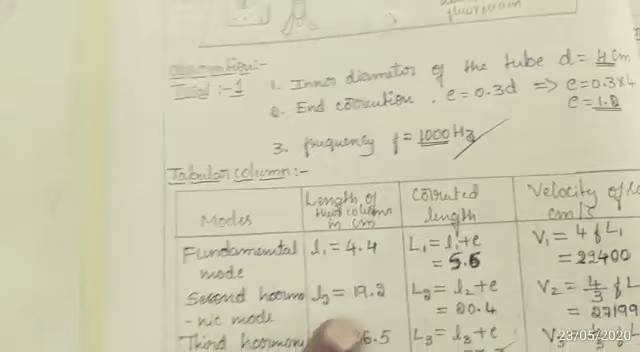 Observation:-
Trial :- 1
1. Inner diameter of the tube d = 4 cm
2. End correction, e = 0.3d => e = 0.3×4
e = 1.2
3. frequency f = 1000 Hz
Tabular column:-
Modes
Length of
column
in cm
Corrected
length
Velocity of
cm/s
Fundamental
mode
l₁ = 4.4
L₁ = l₁+e
= 5.6
V₁ = 4 f L₁
= 22400
Second harmo
-nic mode
l₂ = 19.2
L₂ = l₂+e
= 20.4
V₂ = 4/3 f L
= 27199
Third harmon
6.5
L₃ = l₃+e
V₃
23/05/2020